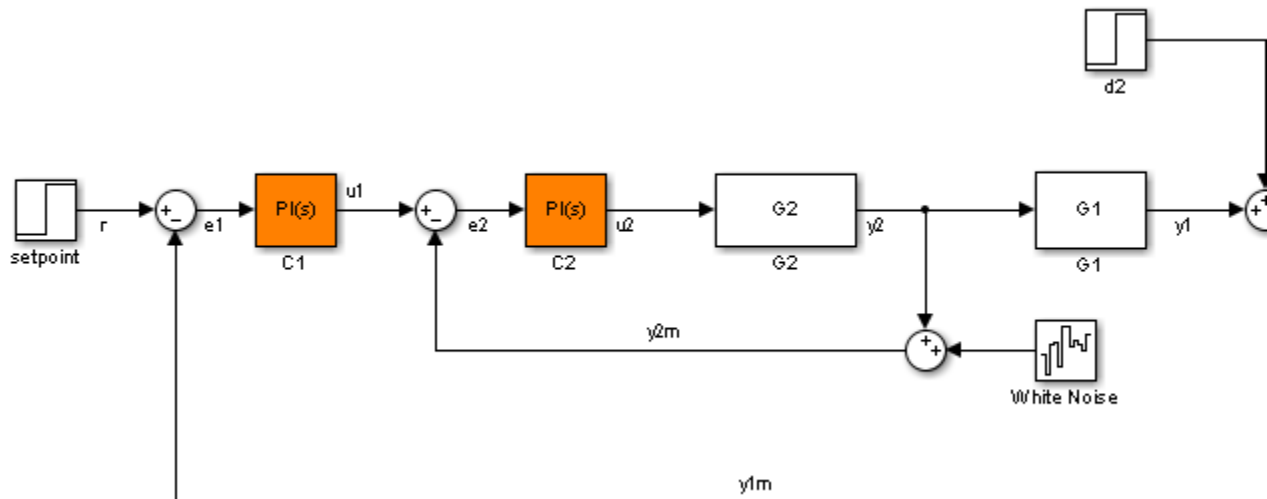 d2
setpoint
r
+
−
e1
PI(s)
C1
u1
+
−
e2
PI(s)
C2
u2
G2
G2
y2
G1
G1
y1
+
+
y2m
+
+
White Noise
y1m